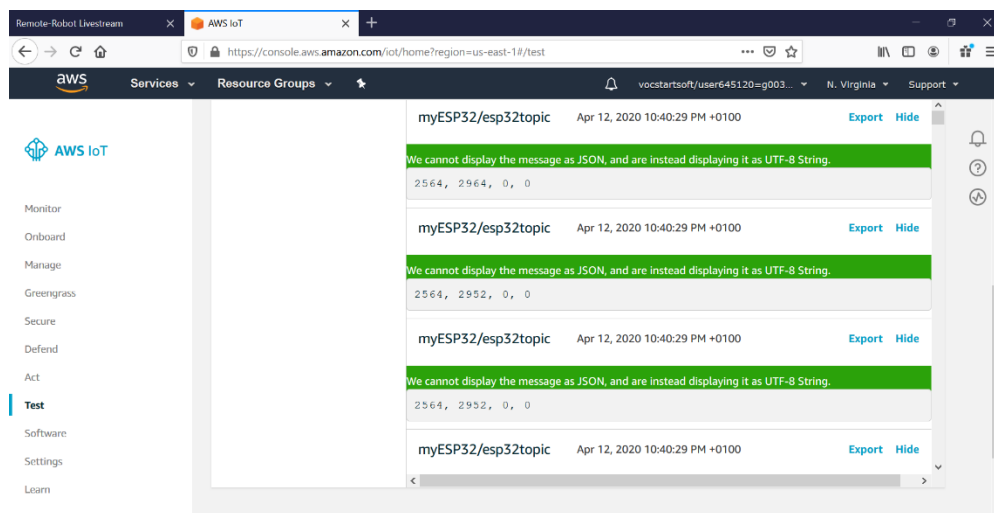 Remote-Robot Livestream
AWS IoT
https://console.aws.amazon.com/iot/home?region=us-east-1#/test
aws
Services
Resource Groups
vocstartsoft/user645120=g003...
N. Virginia
Support
AWS IoT
Monitor
Onboard
Manage
Greengrass
Secure
Defend
Act
Test
Software
Settings
Learn
myESP32/esp32topic Apr 12, 2020 10:40:29 PM +0100 Export Hide
We cannot display the message as JSON, and are instead displaying it as UTF-8 String.
2564, 2964, 0, 0
myESP32/esp32topic Apr 12, 2020 10:40:29 PM +0100 Export Hide
We cannot display the message as JSON, and are instead displaying it as UTF-8 String.
2564, 2952, 0, 0
myESP32/esp32topic Apr 12, 2020 10:40:29 PM +0100 Export Hide
We cannot display the message as JSON, and are instead displaying it as UTF-8 String.
2564, 2952, 0, 0
myESP32/esp32topic Apr 12, 2020 10:40:29 PM +0100 Export Hide